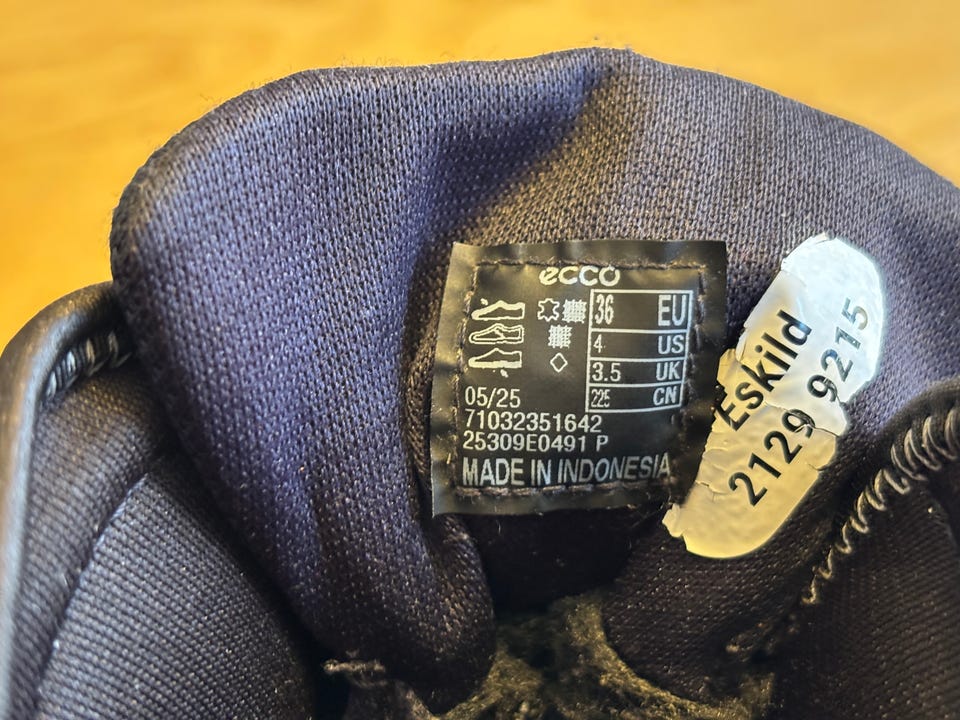 ecco
36 EU
4 US
3.5 UK
225 CN
05/25
71032351642
25309E0491 P
MADE IN INDONESIA
Eskild
2129 9215